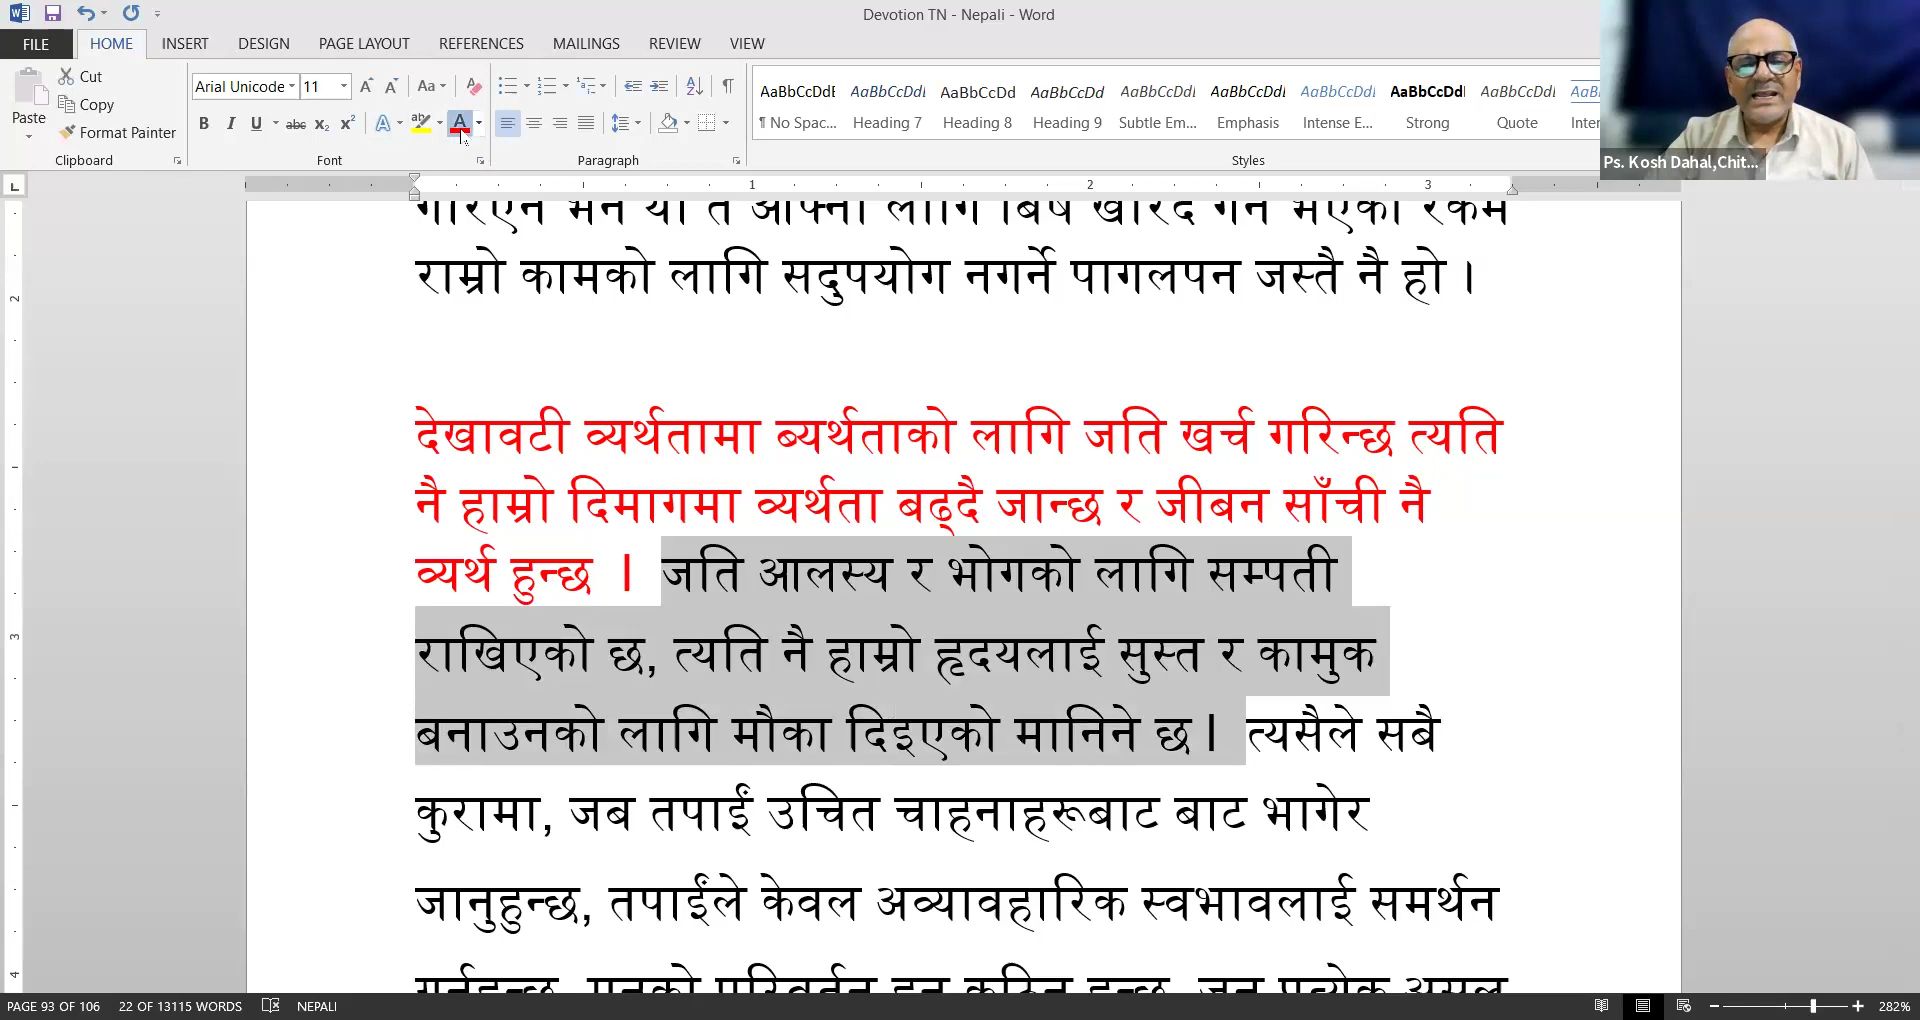 Devotion TN - Nepali - Word
FILE HOME INSERT DESIGN PAGE LAYOUT REFERENCES MAILINGS REVIEW VIEW
Paste
Cut
Copy
Format Painter
Clipboard
Arial Unicode 11
Font
Paragraph
AaBbCcDdE AaBbCcDdI AaBbCcDd AaBbCcDd AaBbCcDdI AaBbCcDdI AaBbCcDdI AaBbCcDdI AaBbCcDdI
¶ No Spac... Heading 7 Heading 8 Heading 9 Subtle Em... Emphasis Intense E... Strong Quote
Styles
Ps. Kosh Dahal,Chit...
1 2 3
राम्रो कामको लागि सदुपयोग नगर्ने पागलपन जस्तै नै हो ।
देखावटी व्यर्थतामा ब्यर्थताको लागि जति खर्च गरिन्छ त्यति
नै हाम्रो दिमागमा व्यर्थता बढ्दै जान्छ र जीबन साँची नै
व्यर्थ हुन्छ । जति आलस्य र भोगको लागि सम्पती
राखिएको छ, त्यति नै हाम्रो हृदयलाई सुस्त र कामुक
बनाउनको लागि मौका दिइएको मानिने छ । त्यसैले सबै
कुरामा, जब तपाईं उचित चाहनाहरूबाट बाट भागेर
जानुहुन्छ, तपाईंले केवल अव्यावहारिक स्वभावलाई समर्थन
PAGE 93 OF 106 22 OF 13115 WORDS NEPALI 282%